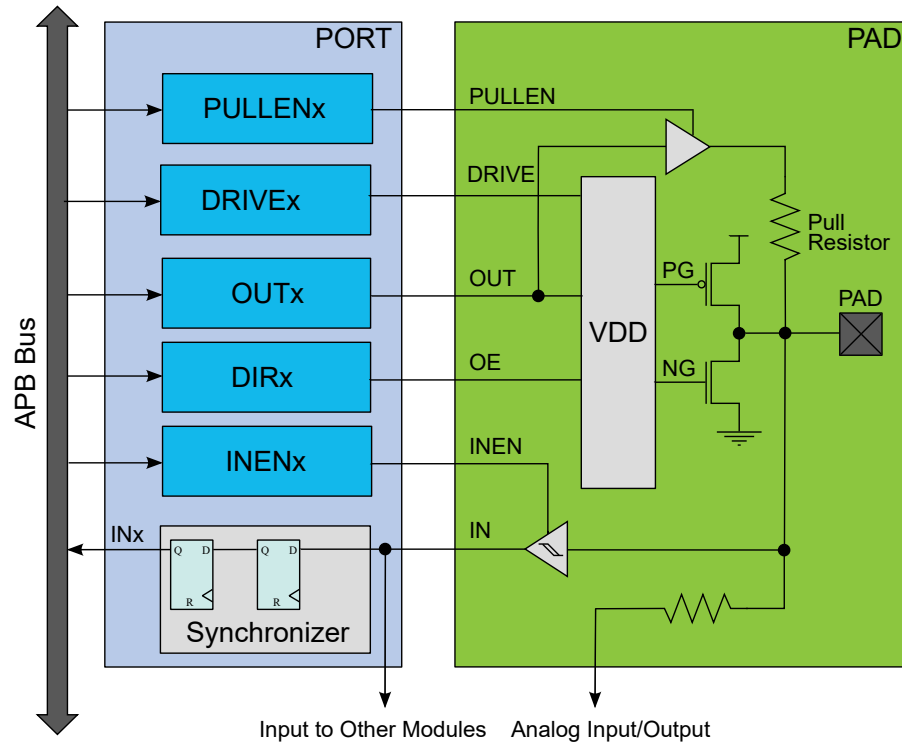 PORT
PAD
PULLENx
PULLEN
DRIVEx
DRIVE
Pull
Resistor
OUTx
OUT
PG
PAD
VDD
APB Bus
DIRx
OE
NG
INENx
INEN
INx
IN
Q D
Q D
R
R
Synchronizer
Input to Other Modules
Analog Input/Output